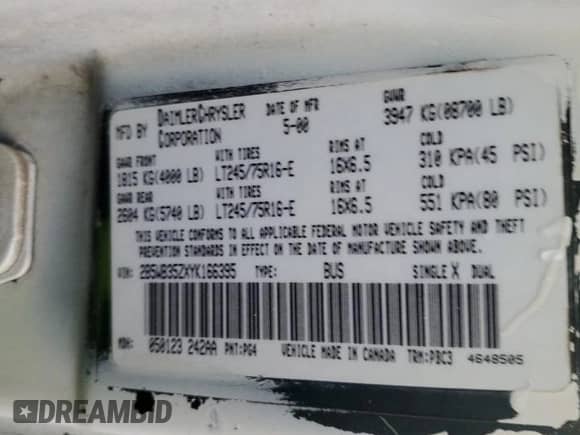 MFD BY DAIMLERCHRYSLER CORPORATION DATE OF MFR 5-00 GVWR 3947 KG(08700 LB)
GAWR FRONT WITH TIRES RIMS AT COLD
1815 KG(4000 LB) LT245/75R16-E 16X6.5 310 KPA(45 PSI)
GAWR REAR WITH TIRES RIMS AT COLD
2604 KG(5740 LB) LT245/75R16-E 16X6.5 551 KPA(80 PSI)
THIS VEHICLE CONFORMS TO ALL APPLICABLE FEDERAL MOTOR VEHICLE SAFETY AND THEFT
PREVENTION STANDARDS IN EFFECT ON THE DATE OF MANUFACTURE SHOWN ABOVE.
VIN: 2B5WB35ZXYK166395 TYPE: BUS SINGLE X DUAL
MDH: 050123 242AA PNT:PG4 VEHICLE MADE IN CANADA TRM:PBC3 4648505
DREAMBID